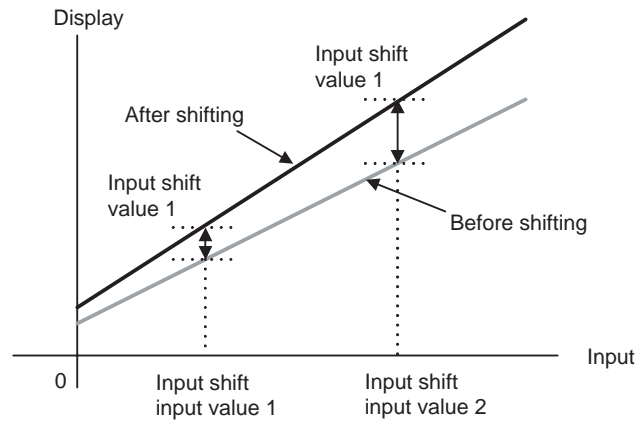 Display
Input shift
value 1
After shifting
Input shift
value 1
Before shifting
Input
0
Input shift
input value 1
Input shift
input value 2